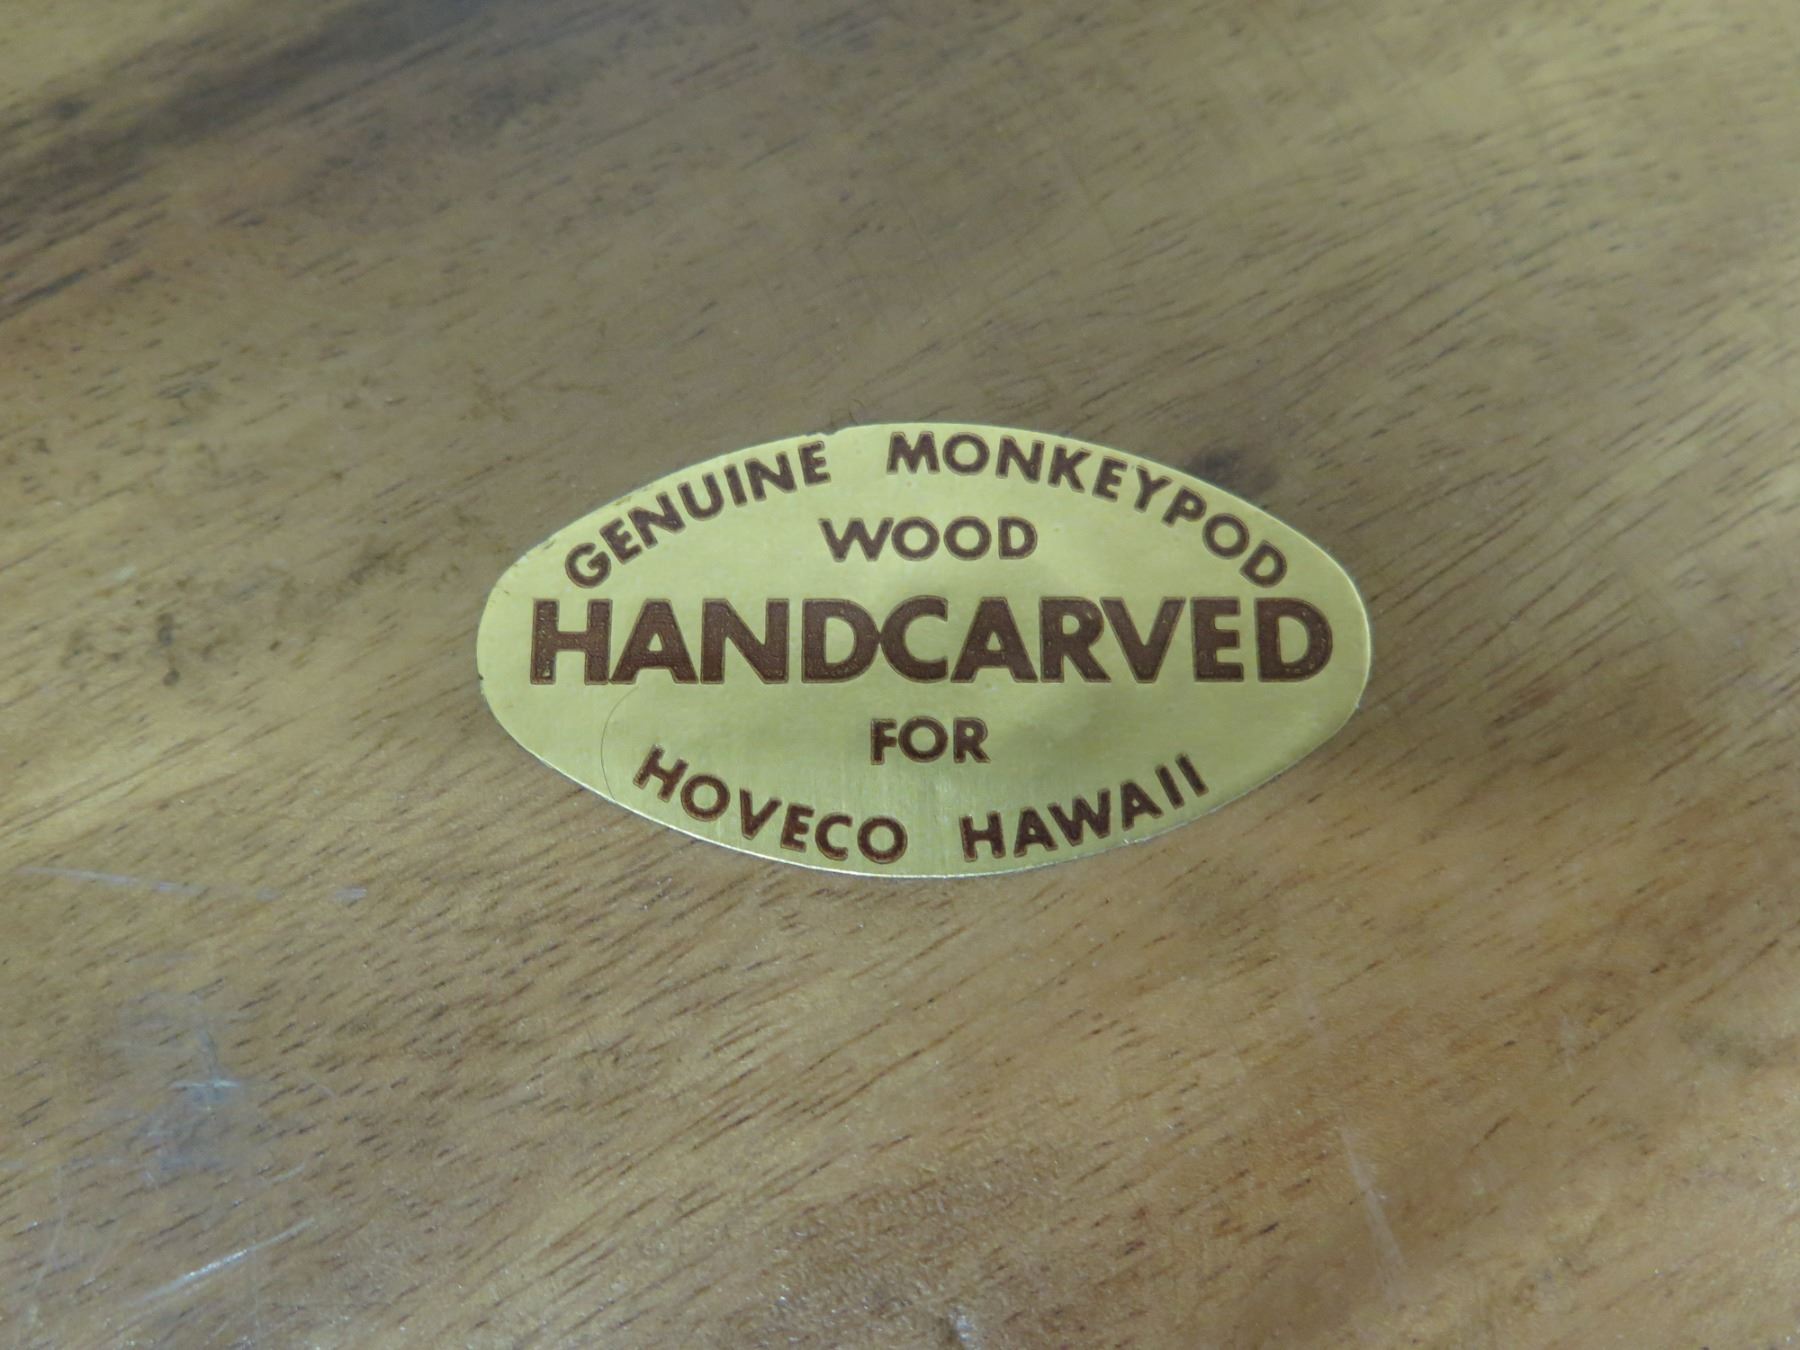 GENUINE MONKEYPOD
WOOD
HANDCARVED
FOR
HOVECO HAWAII